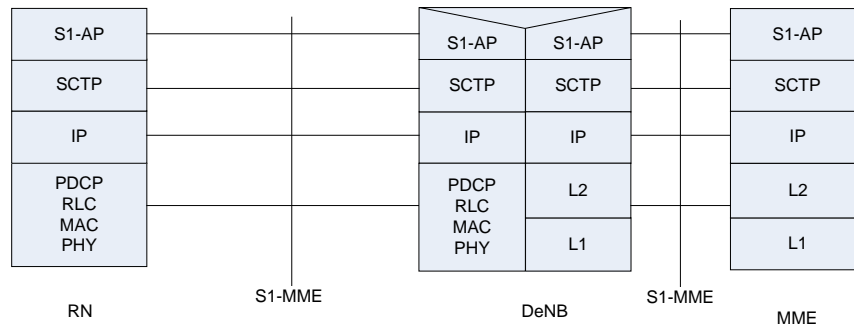 S1-AP
SCTP
IP
PDCP
RLC
MAC
PHY
RN
S1-MME
S1-AP
S1-AP
SCTP
SCTP
IP
IP
PDCP
RLC
MAC
PHY
L2
L1
DeNB
S1-MME
S1-AP
SCTP
IP
L2
L1
MME